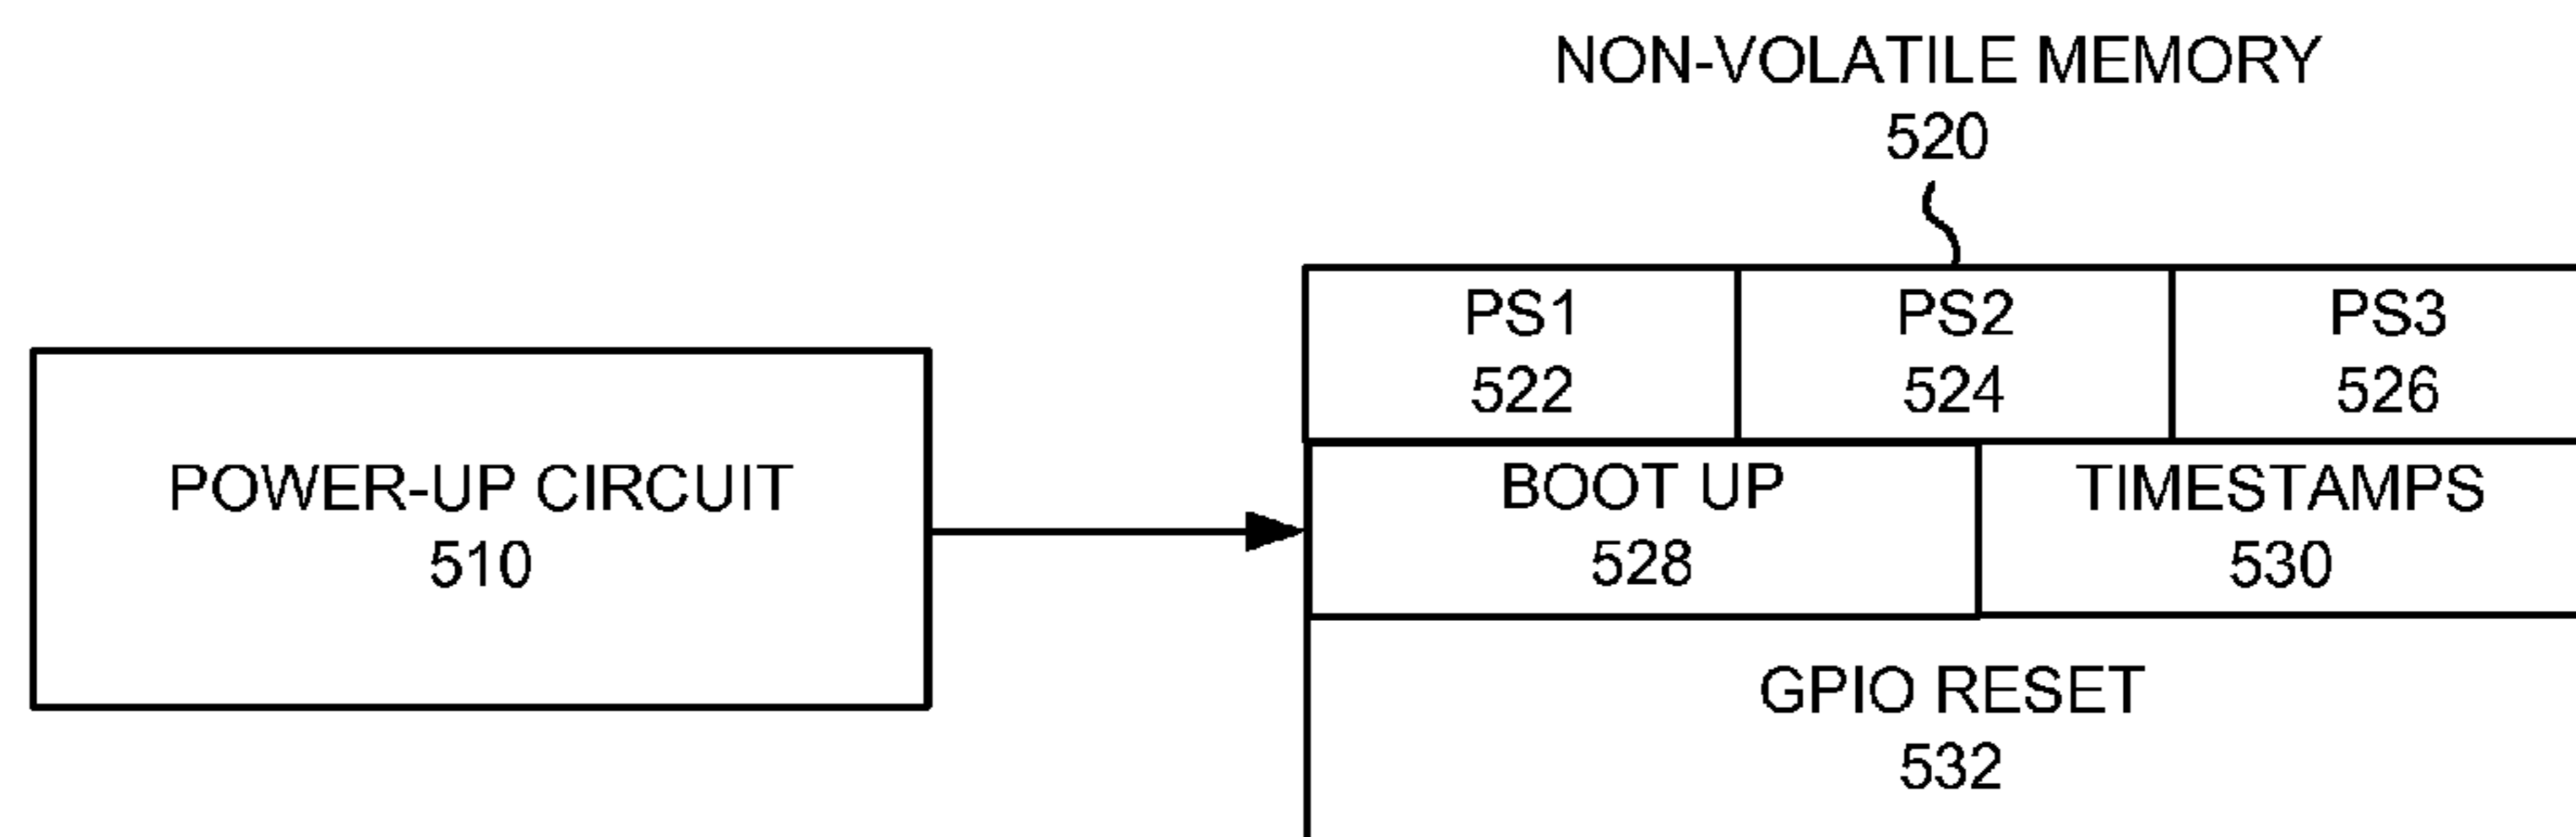 NON-VOLATILE MEMORY
520
PS1
522
PS2
524
PS3
526
POWER-UP CIRCUIT
510
BOOT UP
528
TIMESTAMPS
530
GPIO RESET
532